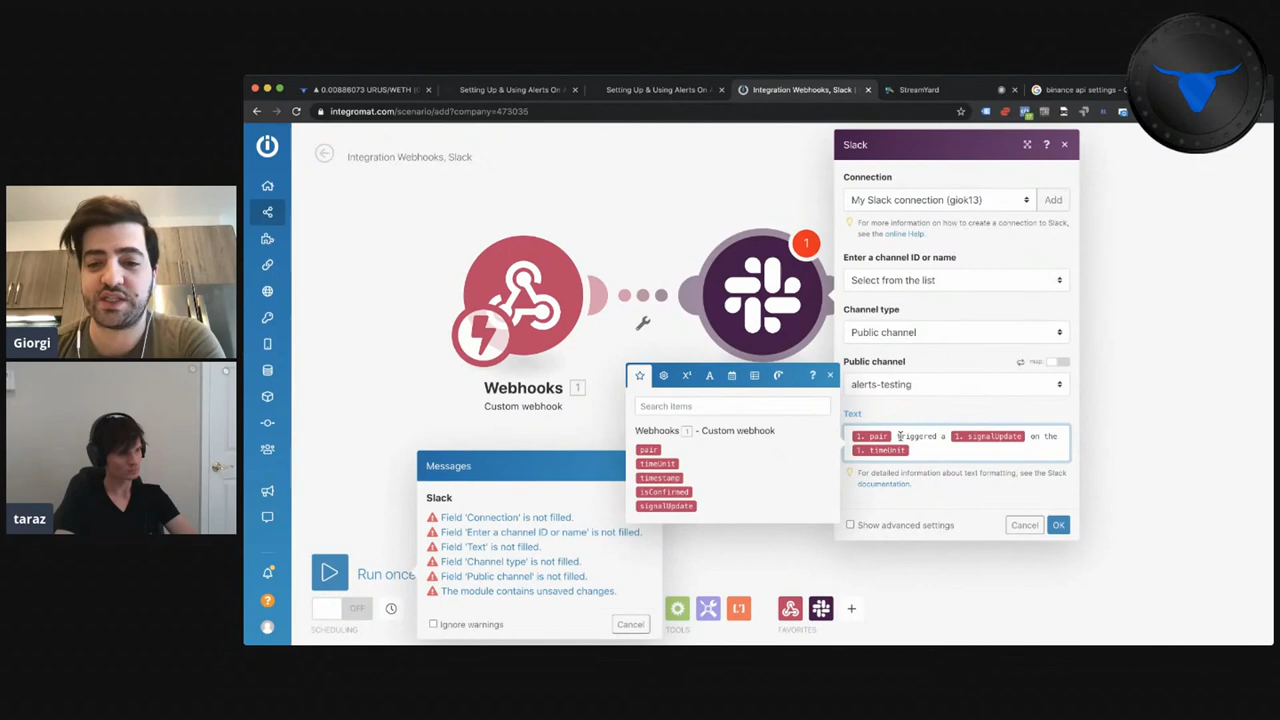 ▲ 0.00886073 URUS/WETH
Setting Up & Using Alerts On A
Setting Up & Using Alerts On A
Integration Webhooks, Slack |
StreamYard
binance api settings -
integromat.com/scenario/add?company=473035
Integration Webhooks, Slack
Slack
Connection
My Slack connection (giok13)
Add
For more information on how to create a connection to Slack,
see the online Help.
Enter a channel ID or name
Select from the list
Channel type
Public channel
Public channel
alerts-testing
Text
1. pair triggered a 1. signalUpdate on the
1. timeUnit
For detailed information about text formatting, see the Slack
documentation.
Show advanced settings
Cancel
OK
1
Webhooks 1
Custom webhook
Search items
Webhooks 1 - Custom webhook
pair
timeUnit
timestamp
isConfirmed
signalUpdate
Messages
Slack
Field 'Connection' is not filled.
Field 'Enter a channel ID or name' is not filled.
Field 'Text' is not filled.
Field 'Channel type' is not filled.
Field 'Public channel' is not filled.
The module contains unsaved changes.
Ignore warnings
Cancel
Run once
OFF
SCHEDULING
TOOLS
FAVORITES
Giorgi
taraz